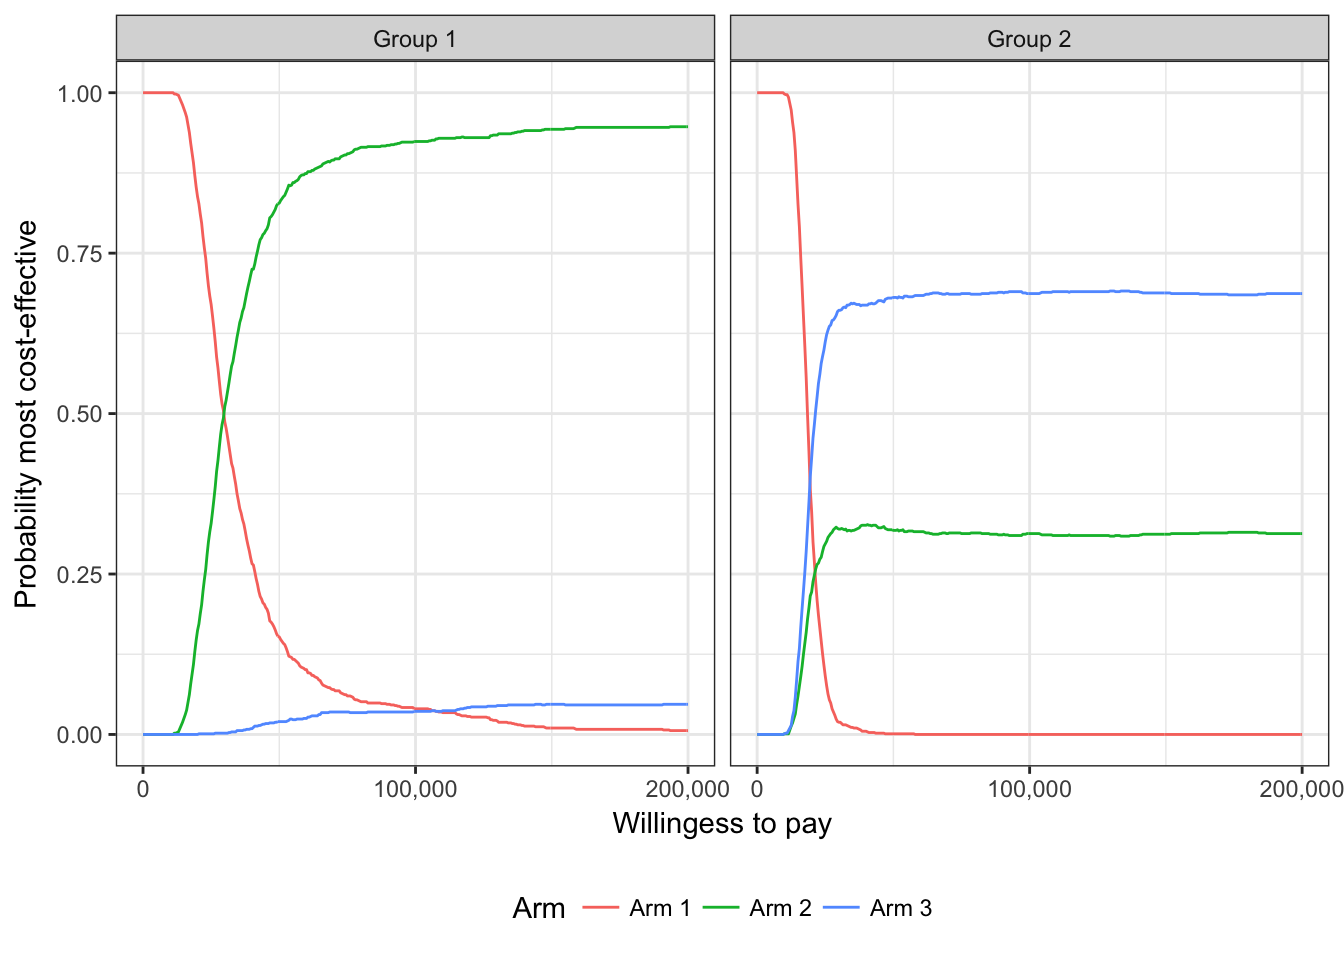 Group 1
Group 2
Probability most cost-effective
1.00
0.75
0.50
0.25
0.00
0
100,000
200,000
0
100,000
200,000
Willingess to pay
Arm
Arm 1
Arm 2
Arm 3